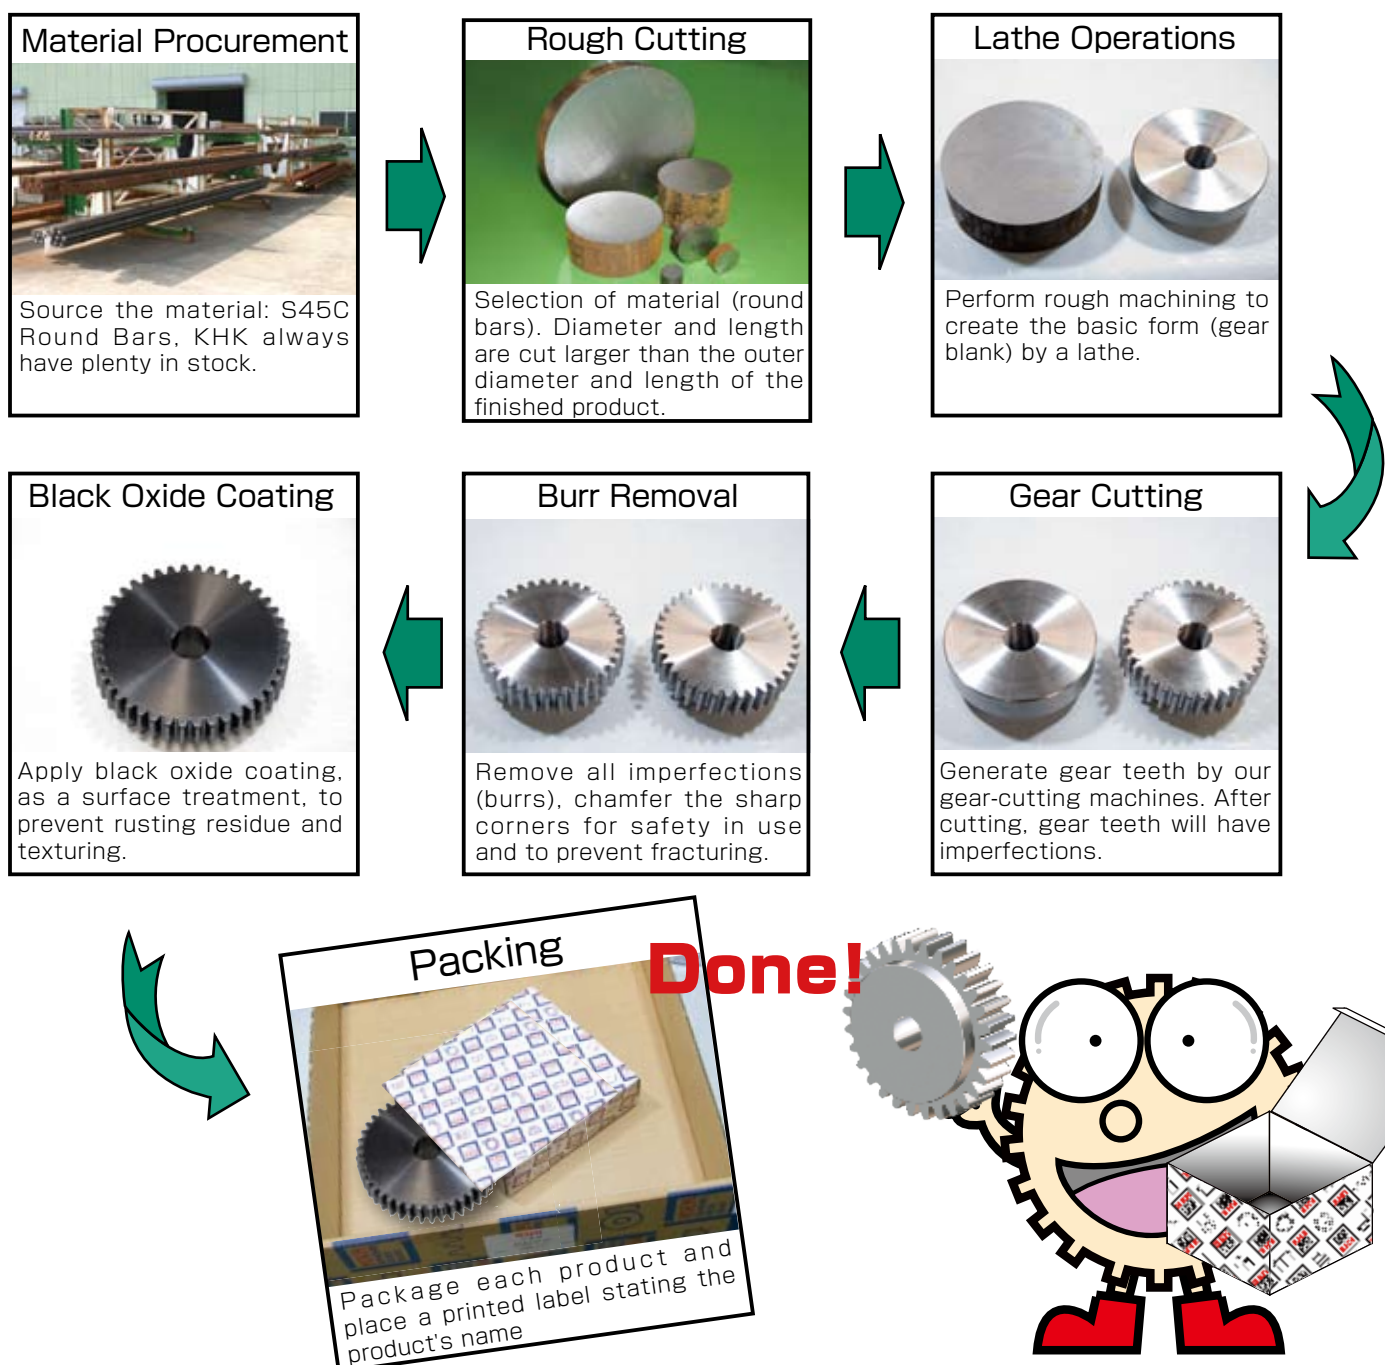 Material Procurement
Source the material: S45C
Round Bars, KHK always
have plenty in stock.
Rough Cutting
Selection of material (round
bars). Diameter and length
are cut larger than the outer
diameter and length of the
finished product.
Lathe Operations
Perform rough machining to
create the basic form (gear
blank) by a lathe.
Gear Cutting
Generate gear teeth by our
gear-cutting machines. After
cutting, gear teeth will have
imperfections.
Burr Removal
Remove all imperfections
(burrs), chamfer the sharp
corners for safety in use
and to prevent fracturing.
Black Oxide Coating
Apply black oxide coating,
as a surface treatment, to
prevent rusting residue and
texturing.
Packing
Package each product and
place a printed label stating the
product's name
Done!